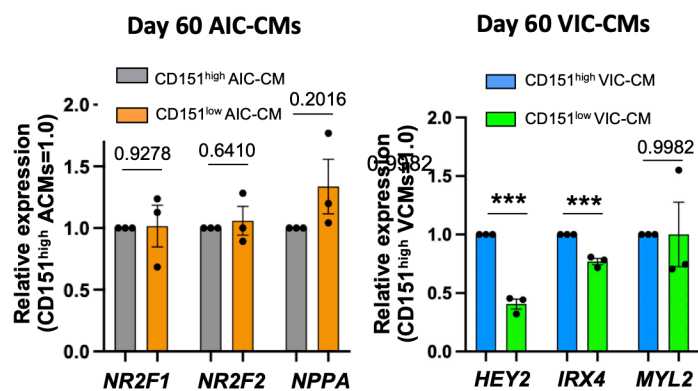 Day 60 AIC-CMs
CD151high AIC-CM
CD151low AIC-CM
Relative expression
(CD151high ACMs=1.0)
2.0
1.5
1.0
0.5
0.0
0.9278
0.6410
0.2016
NR2F1
NR2F2
NPPA
Day 60 VIC-CMs
CD151high VIC-CM
CD151low VIC-CM
Relative expression
(CD151high VCMs=1.0)
0.9982
2.0
1.5
1.0
0.5
0.0
***
***
0.9982
HEY2
IRX4
MYL2